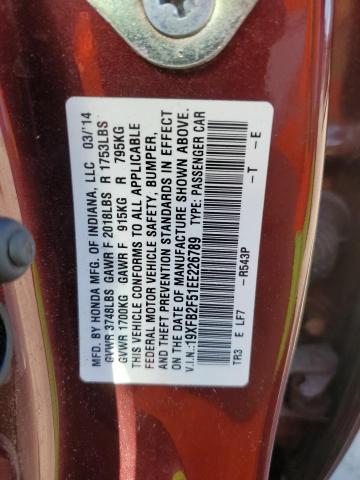 MFD. BY HONDA MFG. OF INDIANA, LLC 03/'14
GVWR 3748LBS GAWR F 2018LBS R 1753LBS
GVWR 1700KG GAWR F 915KG R 795KG
THIS VEHICLE CONFORMS TO ALL APPLICABLE
FEDERAL MOTOR VEHICLE SAFETY, BUMPER,
AND THEFT PREVENTION STANDARDS IN EFFECT
ON THE DATE OF MANUFACTURE SHOWN ABOVE.
V.I.N.:19XFB2F51EE226789 TYPE: PASSENGER CAR
TR3 E LF7 -R543P -T -E